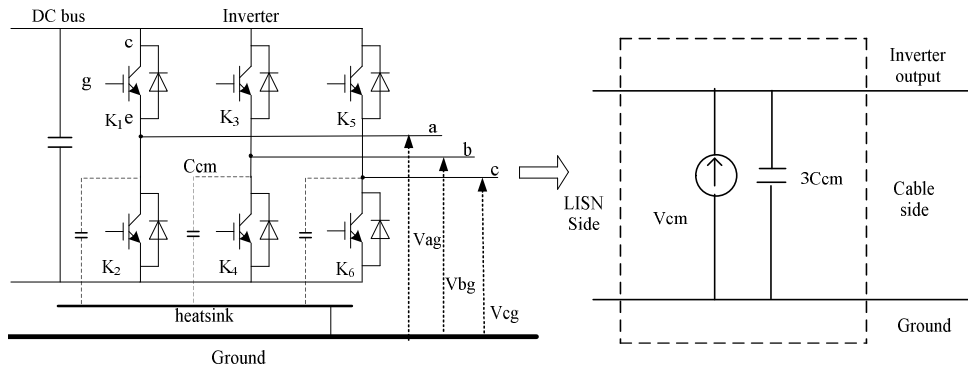 DC bus
Inverter
c
g
K1
e
K3
K5
a
b
c
Ccm
K2
K4
K6
Vag
Vbg
Vcg
heatsink
Ground
LISN
Side
Inverter
output
Vcm
3Ccm
Cable
side
Ground